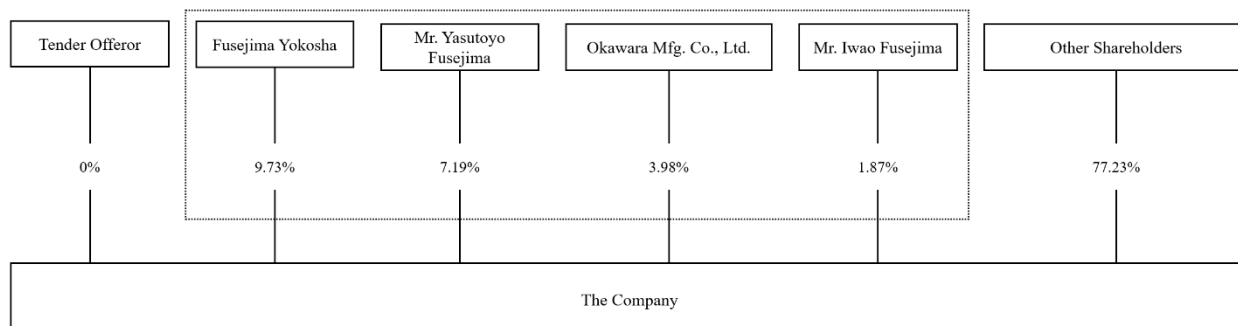 Tender Offeror
Fusejima Yokosha
Mr. Yasutoyo
Fusejima
Okawara Mfg. Co., Ltd.
Mr. Iwao Fusejima
Other Shareholders
0%
9.73%
7.19%
3.98%
1.87%
77.23%
The Company